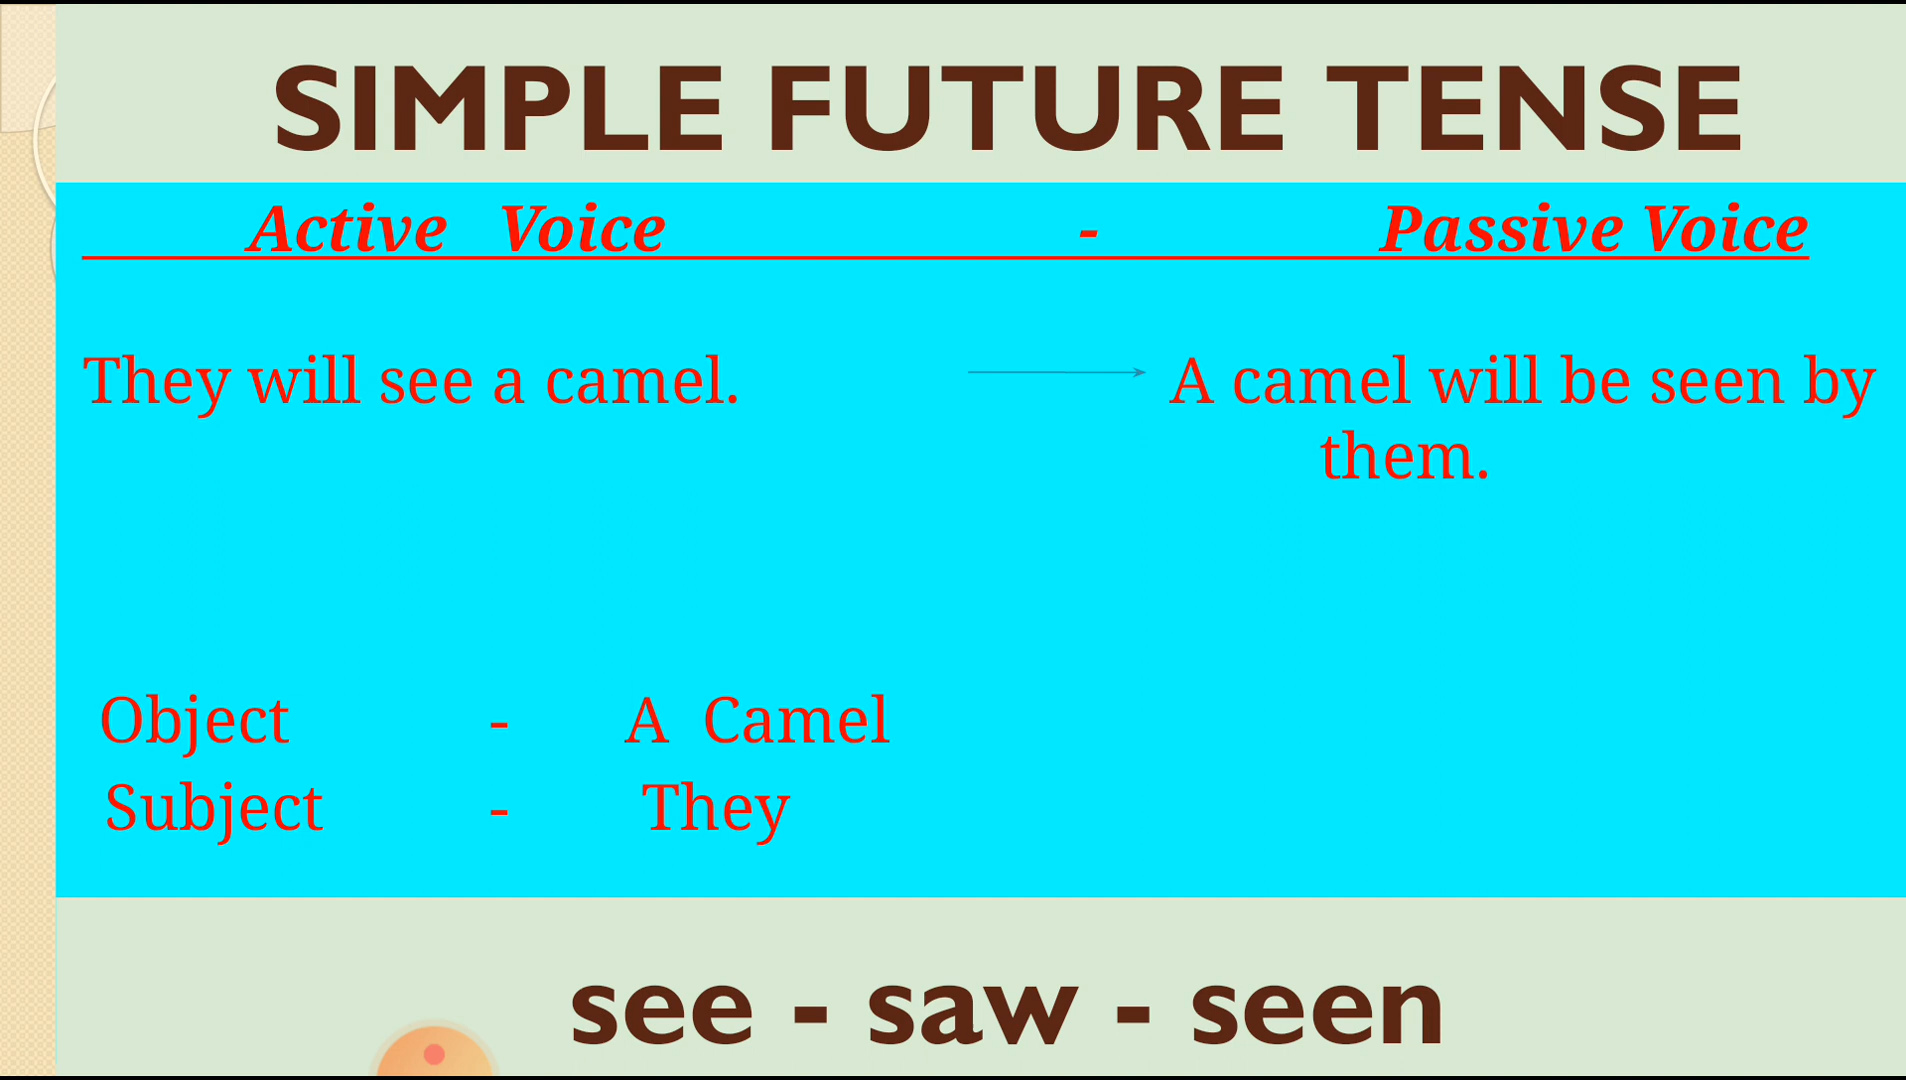 SIMPLE FUTURE TENSE
Active Voice - Passive Voice
They will see a camel. A camel will be seen by
them.
Object - A Camel
Subject - They
see - saw - seen